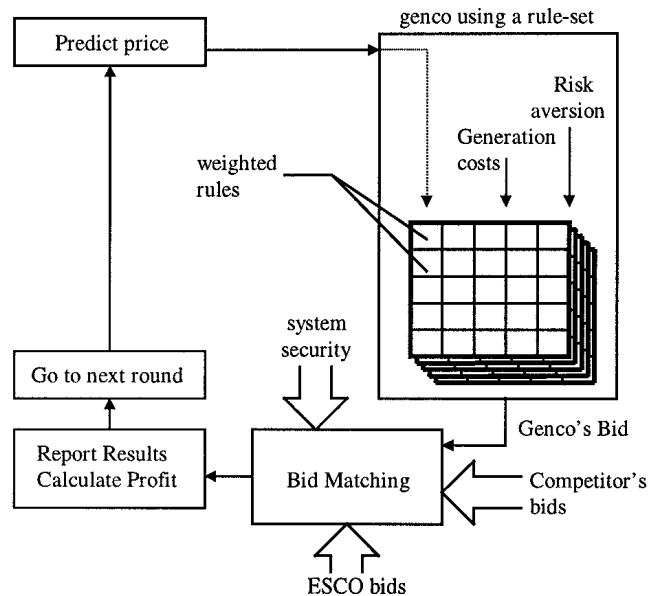 genco using a rule-set
Predict price
Risk
aversion
Generation
costs
weighted
rules
system
security
Go to next round
Genco's Bid
Report Results
Calculate Profit
Bid Matching
Competitor's
bids
ESCO bids